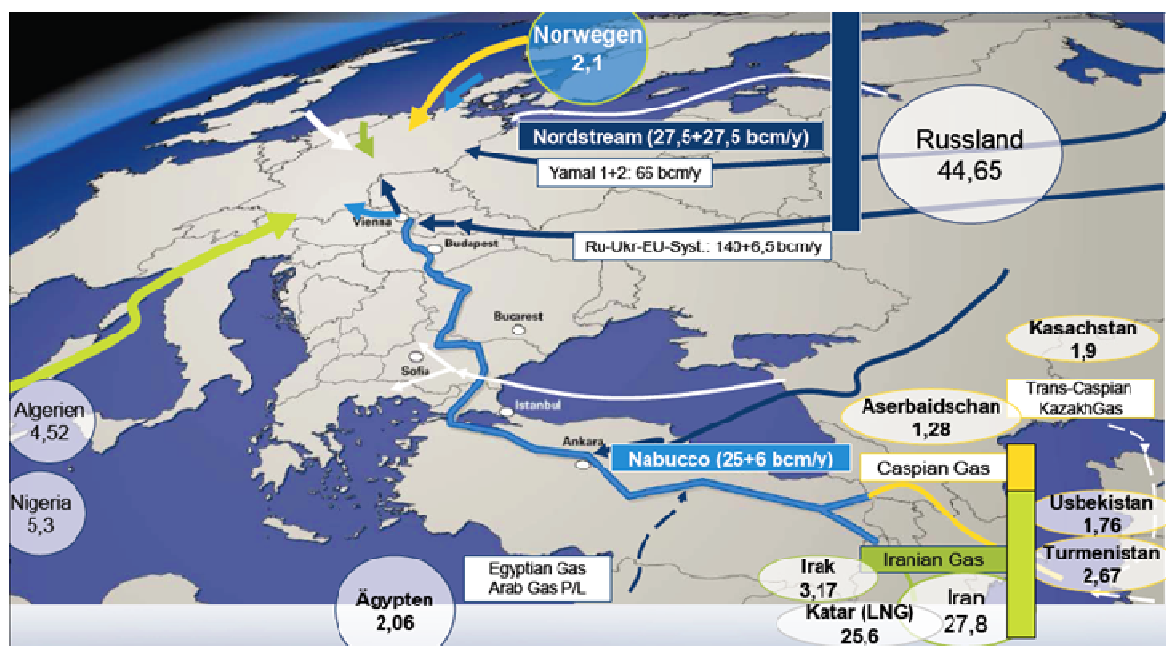 Norwegen
2,1
Nordstream (27,5+27,5 bcm/y)
Yamal 1+2: 66 bcm/y
Russland
44,65
Vienna
Budapest
Ru-Ukr-EU-Syst.: 140+6,5 bcm/y
Bucarest
Sofia
Istanbul
Ankara
Kasachstan
1,9
Trans-Caspian
KazakhGas
Aserbaidschan
1,28
Algerien
4,52
Nabucco (25+6 bcm/y)
Caspian Gas
Nigeria
5,3
Usbekistan
1,76
Iranian Gas
Turmenistan
2,67
Egyptian Gas
Arab Gas P/L
Irak
3,17
Iran
27,8
Ägypten
2,06
Katar (LNG)
25,6